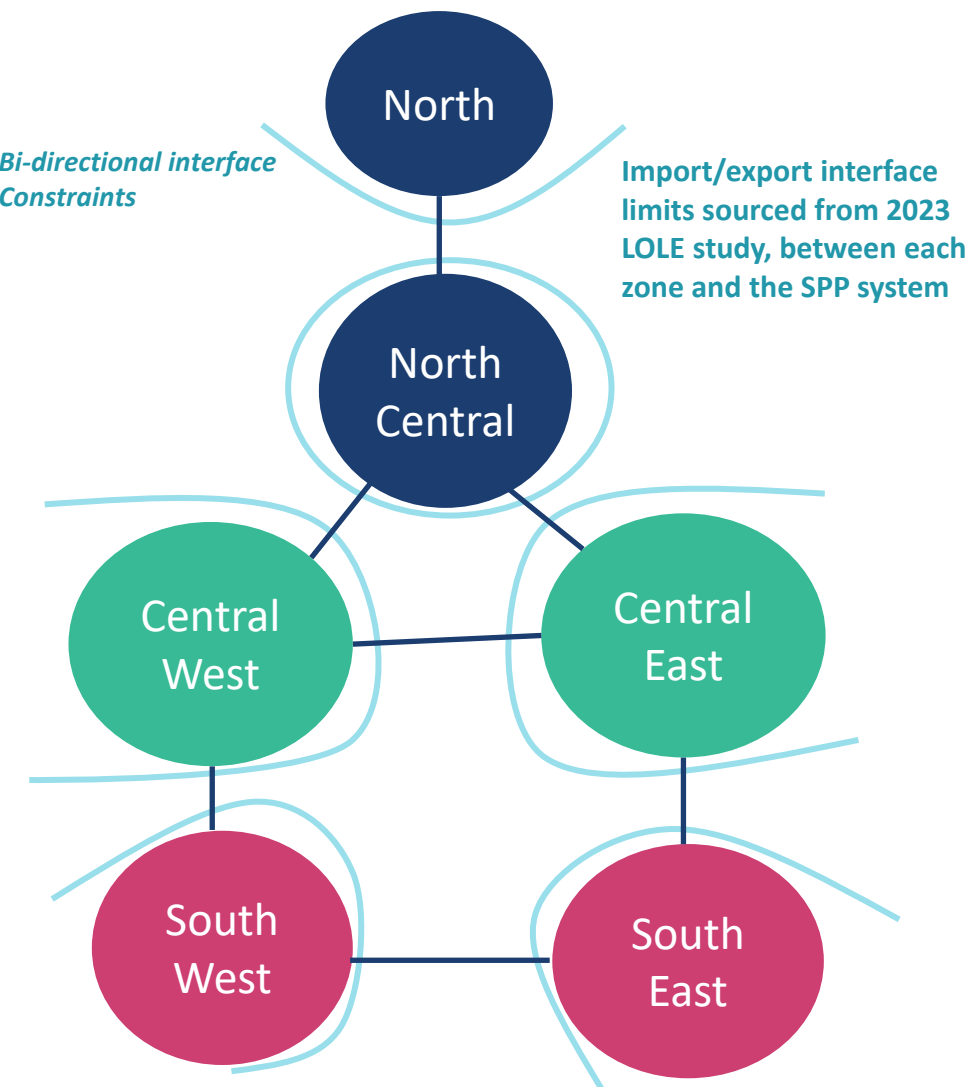 North
Bi-directional interface
Constraints
Import/export interface
limits sourced from 2023
LOLE study, between each
zone and the SPP system
North
Central
Central
West
Central
East
South
West
South
East